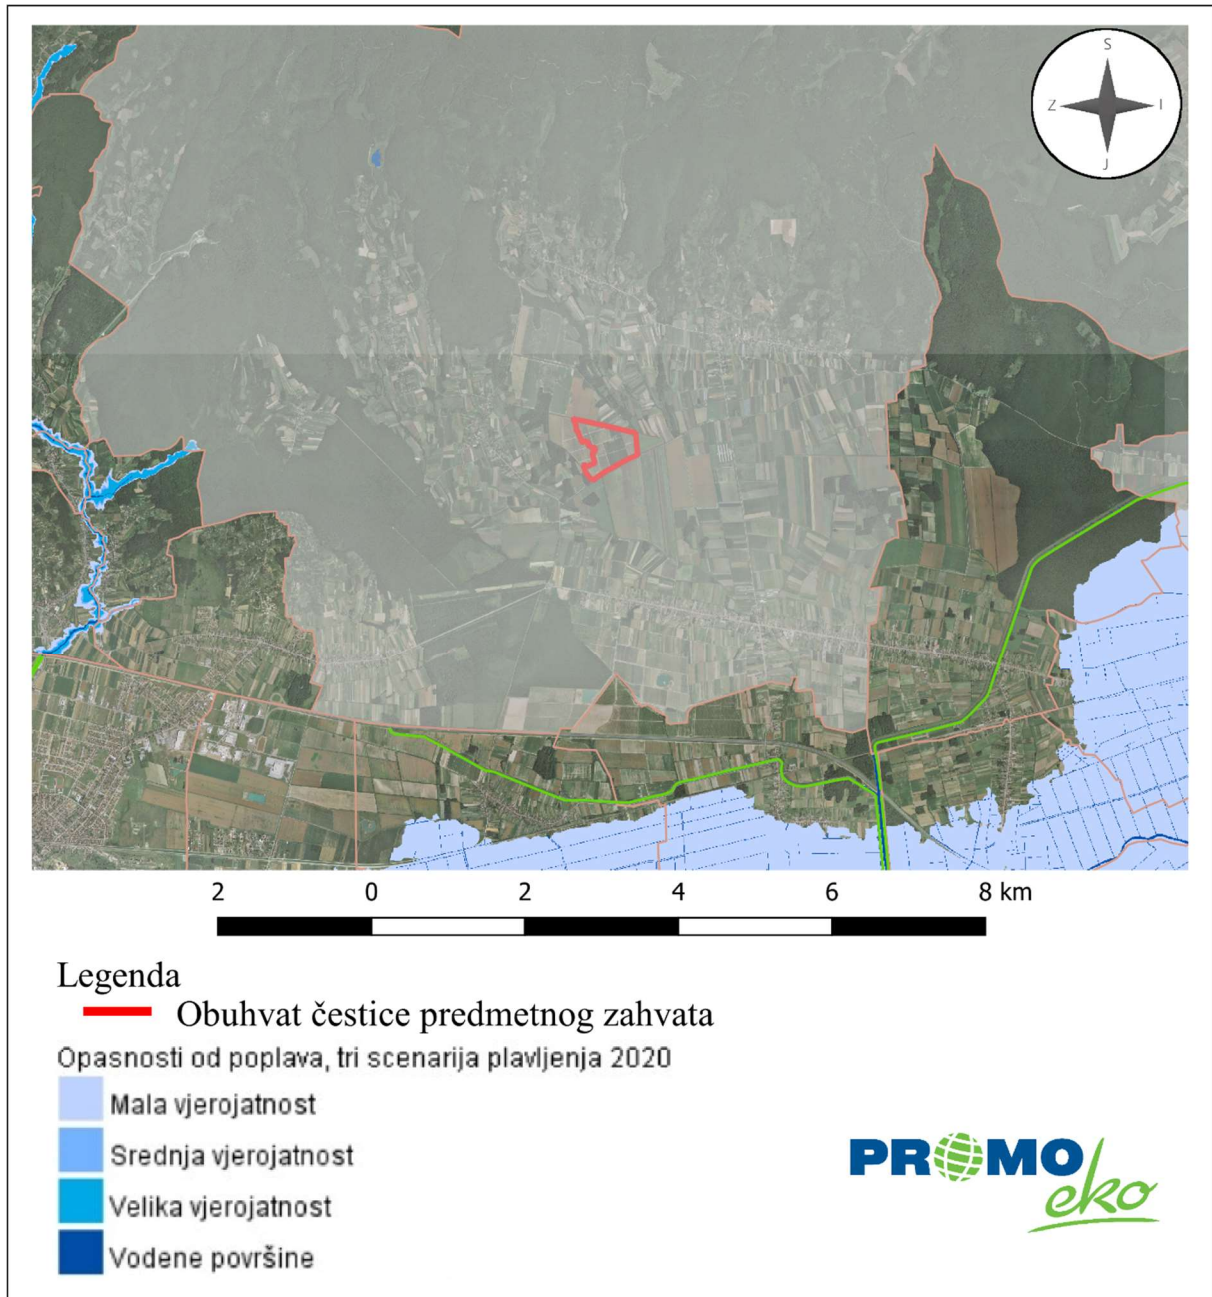 S
Z I
J
2 0 2 4 6 8 km
Legenda
Obuhvat čestice predmetnog zahvata
Opasnosti od poplava, tri scenarija plavljenja 2020
Mala vjerojatnost
Srednja vjerojatnost
Velika vjerojatnost
Vodene površine
PROMO
eko